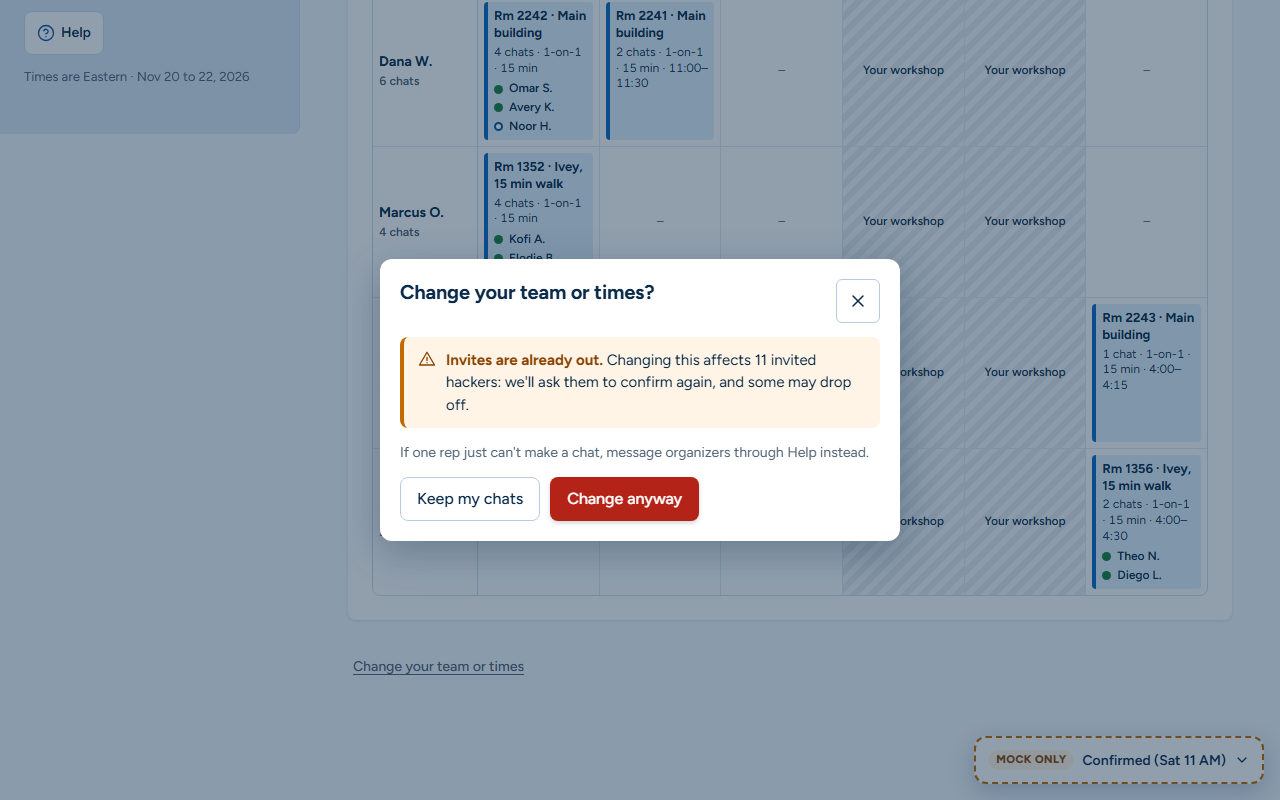 Help
Times are Eastern · Nov 20 to 22, 2026
Dana W.
6 chats
Rm 2242 · Main
building
4 chats · 1-on-1
· 15 min
Omar S.
Avery K.
Noor H.
Rm 2241 · Main
building
2 chats · 1-on-1
· 15 min · 11:00–
11:30
–
Your workshop
Your workshop
–
Marcus O.
4 chats
Rm 1352 · Ivey,
15 min walk
4 chats · 1-on-1
· 15 min
Kofi A.
Elodie B.
–
–
Your workshop
Your workshop
–
Change your team or times?
Invites are already out. Changing this affects 11 invited
hackers: we'll ask them to confirm again, and some may drop
off.
If one rep just can't make a chat, message organizers through Help instead.
Keep my chats
Change anyway
workshop
Your workshop
Rm 2243 · Main
building
1 chat · 1-on-1 ·
15 min · 4:00–
4:15
workshop
Your workshop
Rm 1356 · Ivey,
15 min walk
2 chats · 1-on-1
· 15 min · 4:00–
4:30
Theo N.
Diego L.
Change your team or times
MOCK ONLY
Confirmed (Sat 11 AM)